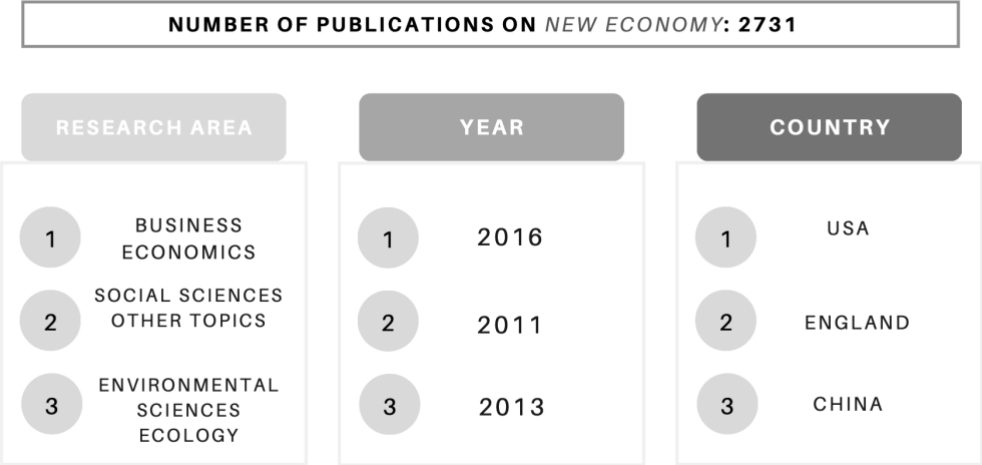 NUMBER OF PUBLICATIONS ON NEW ECONOMY: 2731
RESEARCH AREA
1
BUSINESS
ECONOMICS
2
SOCIAL SCIENCES
OTHER TOPICS
3
ENVIRONMENTAL
SCIENCES
ECOLOGY
YEAR
1
2016
2
2011
3
2013
COUNTRY
1
USA
2
ENGLAND
3
CHINA